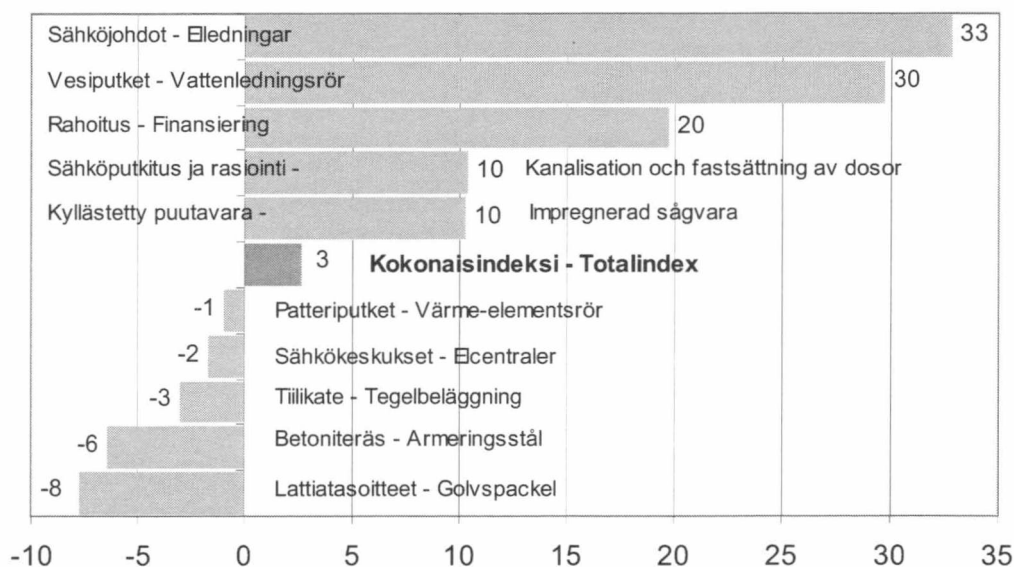 Sähköjohdot - Elledningar 33
Vesiputket - Vattenledningsrör 30
Rahoitus - Finansiering 20
Sähköputkitus ja rasiointi - 10 Kanalisation och fastsättning av dosor
Kyllästetty puutavara - 10 Impregnerad sågvara
3 Kokonaisindeksi - Totalindex
-1 Patteriputket - Värme-elementsrör
-2 Sähkökeskukset - Elcentraler
-3 Tiilikate - Tegelbeläggning
-6 Betoniteräs - Armeringsstål
-8 Lattiatasoitteet - Golvspackel
-10 -5 0 5 10 15 20 25 30 35